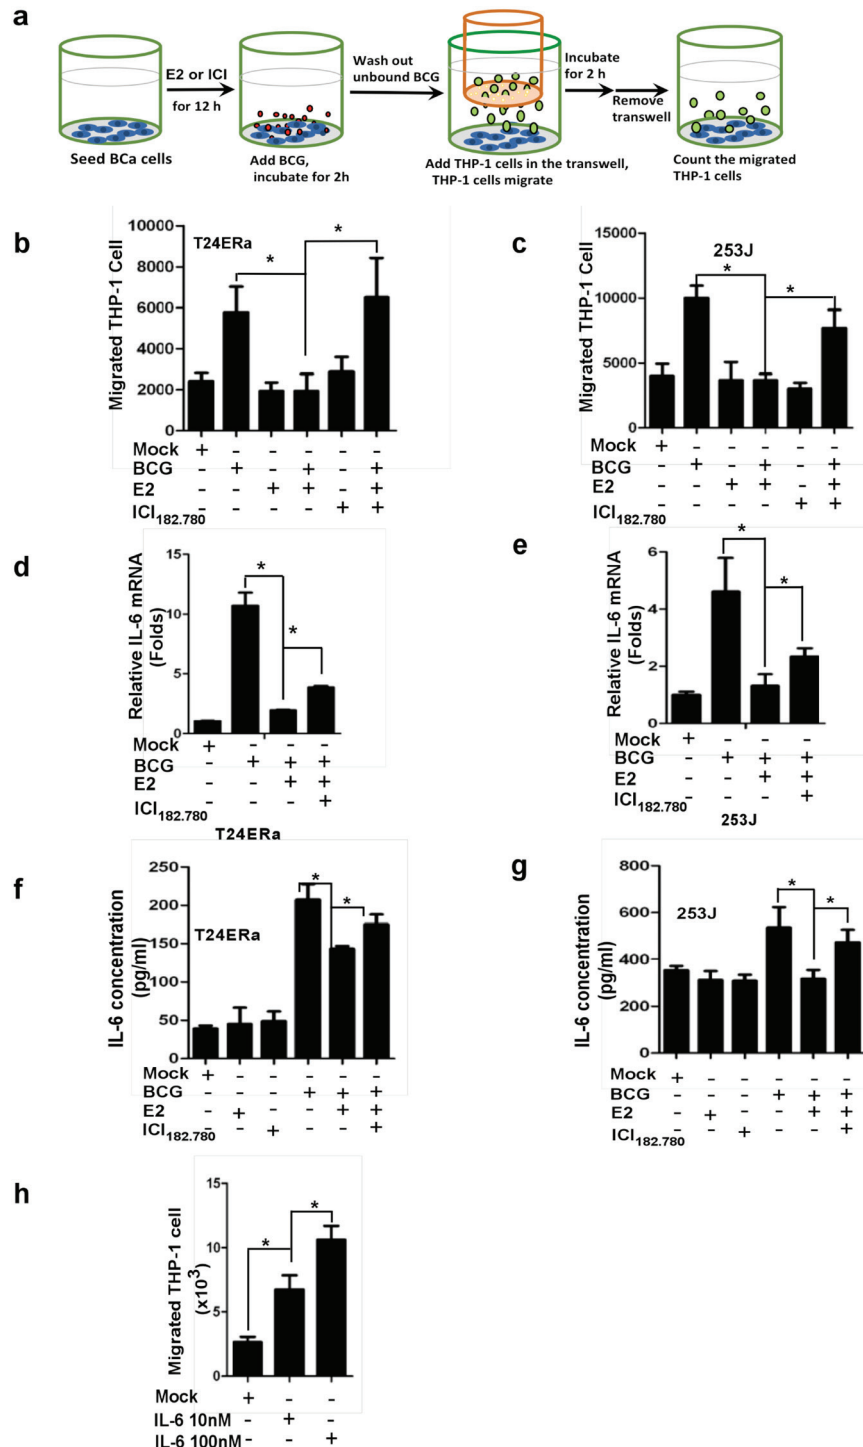 a
E2 or ICI
for 12 h
Wash out
unbound BCG
Incubate
for 2 h
Remove
transwell
Seed BCa cells
Add BCG,
incubate for 2h
Add THP-1 cells in the transwell,
THP-1 cells migrate
Count the migrated
THP-1 cells
b
Migrated THP-1 Cell
10000
8000
6000
4000
2000
0
T24ERa
*
*
Mock + - - - - -
BCG - + - + - +
E2 - - + + - +
ICI182.780 - - - - + +
c
Migrated THP-1 Cell
15000
10000
5000
0
253J
*
*
Mock + - - - - -
BCG - + - + - +
E2 - - + + - +
ICI182.780 - - - - + +
d
Relative IL-6 mRNA
(Folds)
15
10
5
0
*
*
Mock + - - -
BCG - + + +
E2 - - + +
ICI182.780 - - - +
T24ERa
e
Relative IL-6 mRNA
(Folds)
6
4
2
0
*
*
Mock + - - -
BCG - + + +
E2 - - + +
ICI182.780 - - - +
253J
f
IL-6 concentration
(pg/ml)
250
200
150
100
50
0
T24ERa
*
*
Mock + - - - - -
BCG - - - + + +
E2 - + - - + +
ICI182.780 - - + - - +
g
IL-6 concentration
(pg/ml)
800
600
400
200
0
253J
*
*
Mock + - - - - -
BCG - - - + + +
E2 - + - - + +
ICI182.780 - - + - - +
h
Migrated THP-1 cell
(x10^3)
15
10
5
0
*
*
Mock + - -
IL-6 10nM - + -
IL-6 100nM - - +